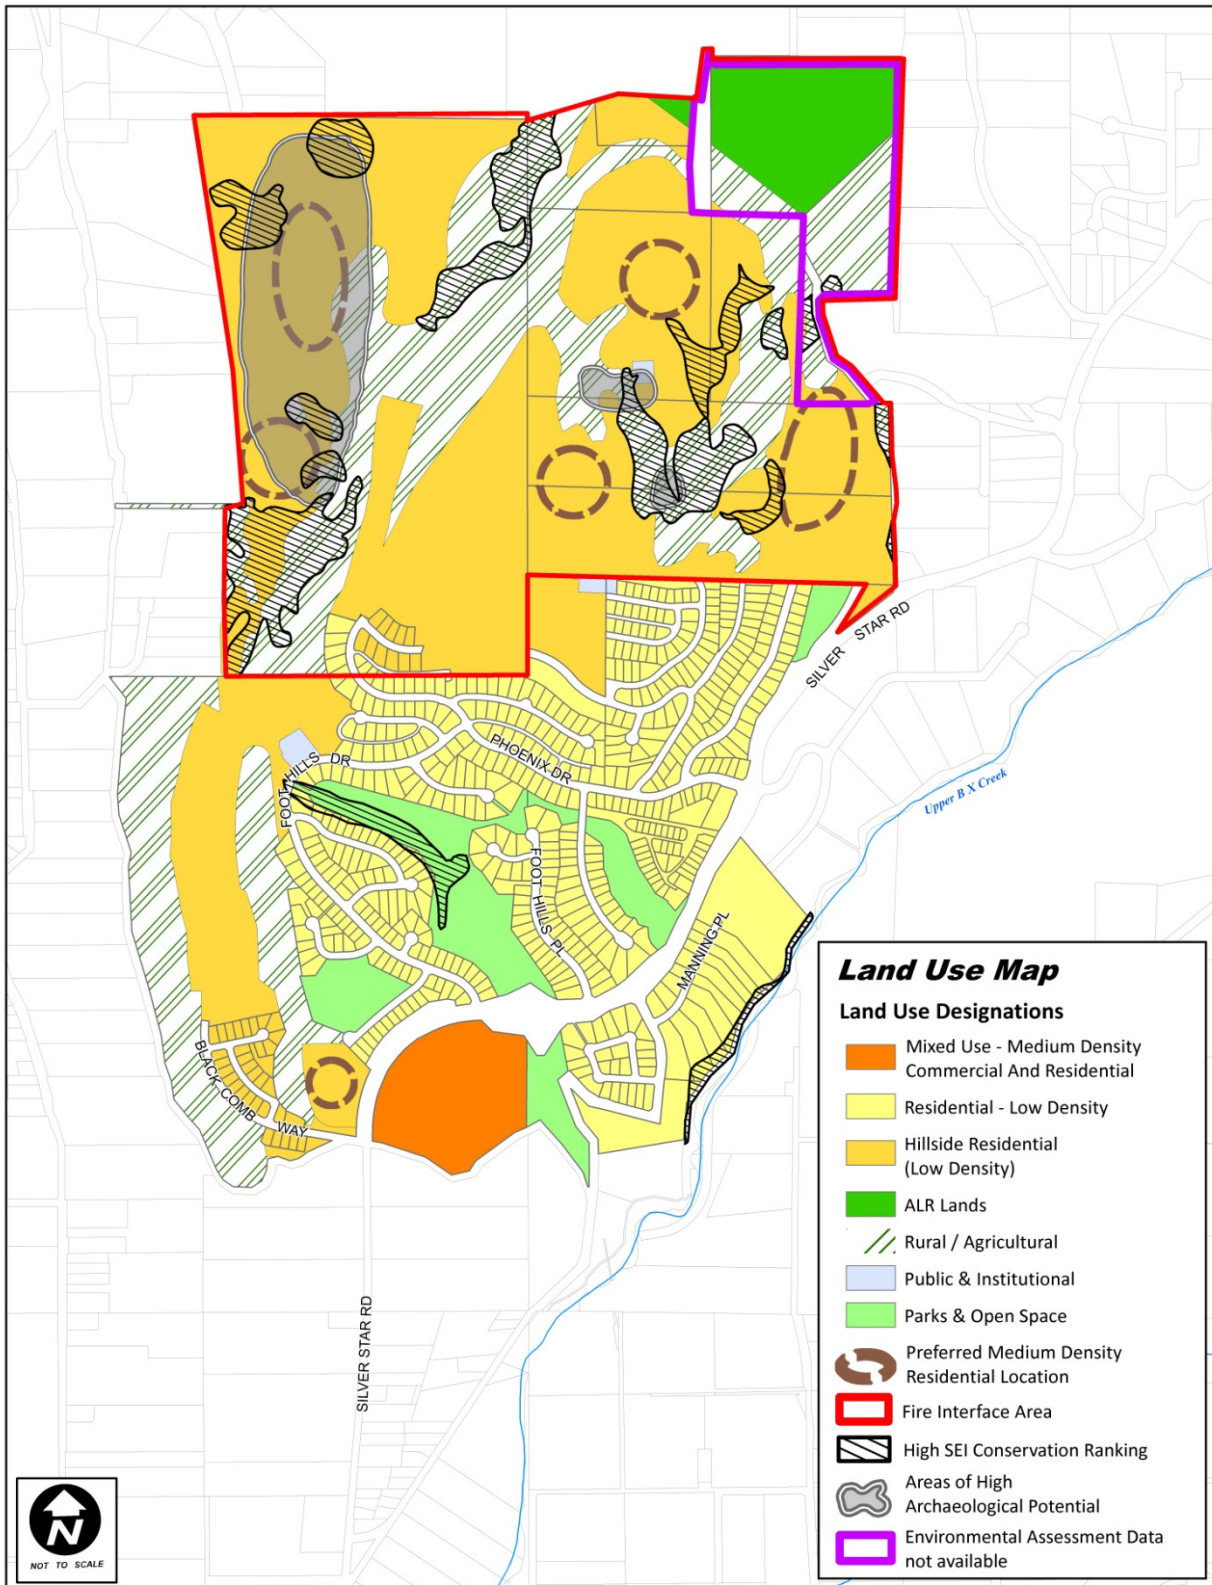 SILVER STAR RD
Upper B X Creek
PHOENIX DR
FOOT HILLS DR
FOOT HILLS PL
MANNING PL
BLACK COMB WAY
SILVER STAR RD
Land Use Map
Land Use Designations
Mixed Use - Medium Density
Commercial And Residential
Residential - Low Density
Hillside Residential
(Low Density)
ALR Lands
Rural / Agricultural
Public & Institutional
Parks & Open Space
Preferred Medium Density
Residential Location
Fire Interface Area
High SEI Conservation Ranking
Areas of High
Archaeological Potential
Environmental Assessment Data
not available
N
NOT TO SCALE